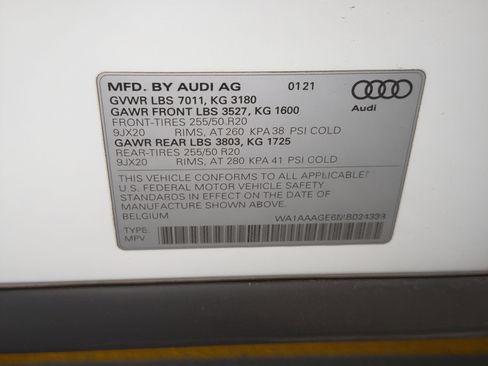 MFD. BY AUDI AG 01 21
GVWR LBS 7011, KG 3180
GAWR FRONT LBS 3527, KG 1600
FRONT-TIRES 255/50.R20
9JX20 RIMS, AT 260 KPA 38 PSI COLD
GAWR REAR LBS 3803, KG 1725
REAR-TIRES 255/50.R20
9JX20 RIMS, AT 280 KPA 41 PSI COLD
Audi
THIS VEHICLE CONFORMS TO ALL APPLICABLE
U.S. FEDERAL MOTOR VEHICLE SAFETY
STANDARDS IN EFFECT ON THE DATE OF
MANUFACTURE SHOWN ABOVE.
BELGIUM
TYPE:
MPV